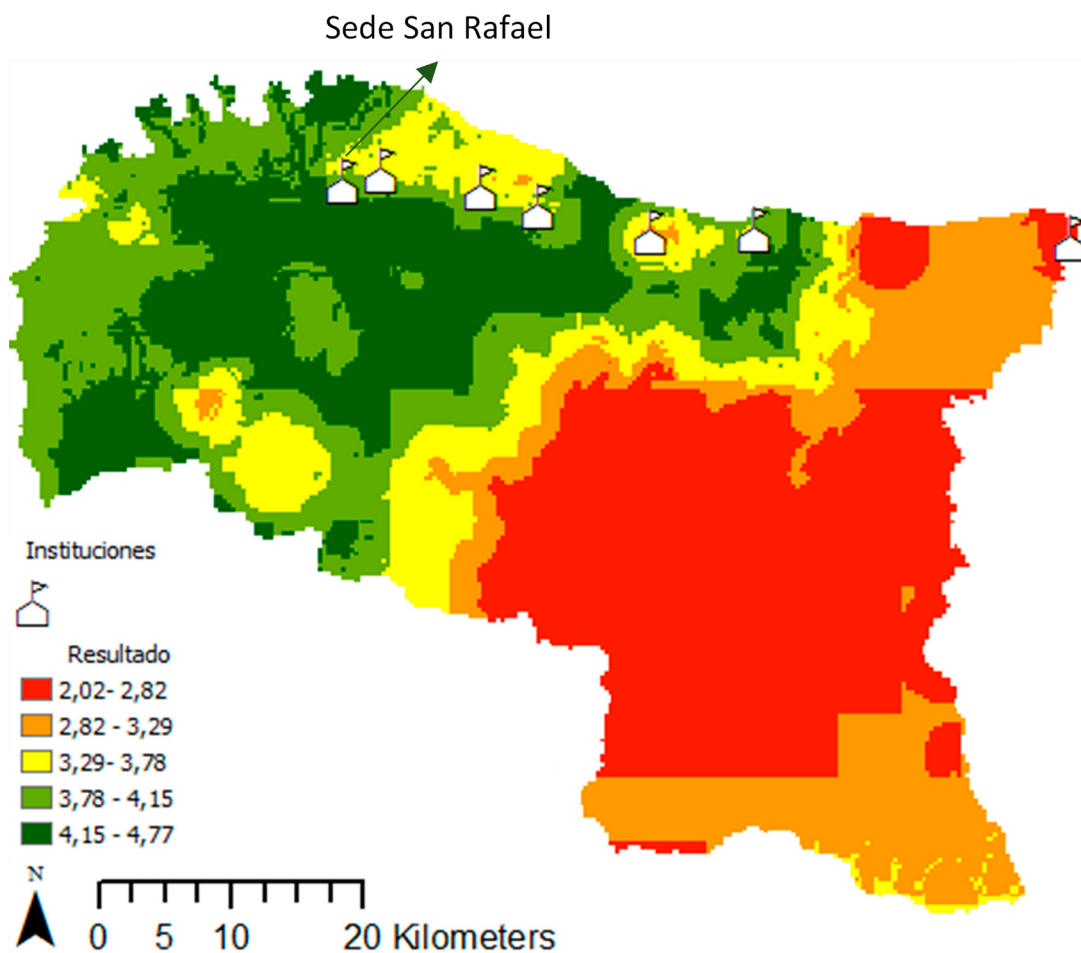 Sede San Rafael
Instituciones
Resultado
2,02- 2,82
2,82 - 3,29
3,29- 3,78
3,78 - 4,15
4,15 - 4,77
N
0 5 10 20 Kilometers